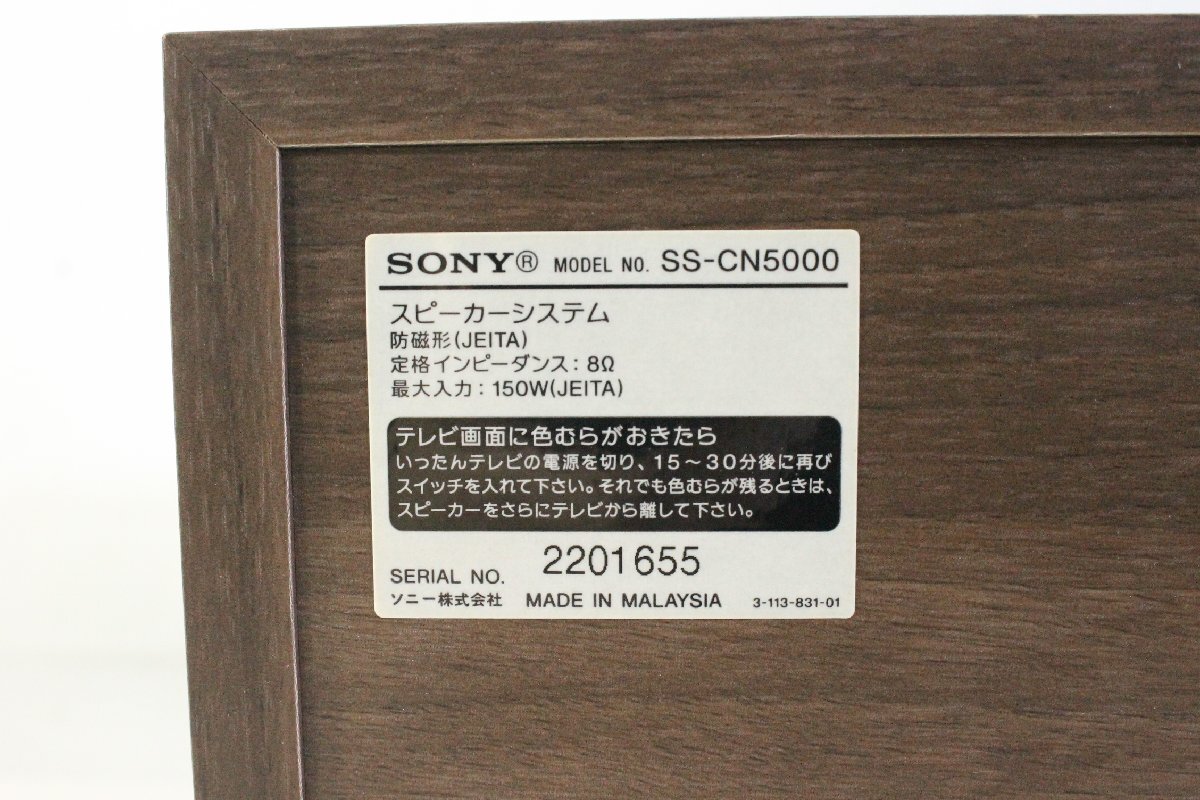 SONY® MODEL NO. SS-CN5000
スピーカーシステム
防磁形(JEITA)
定格インピーダンス：8Ω
最大入力：150W(JEITA)
テレビ画面に色むらがおきたら
いったんテレビの電源を切り、15～30分後に再び
スイッチを入れて下さい。それでも色むらが残るときは、
スピーカーをさらにテレビから離して下さい。
SERIAL NO. 2201655
ソニー株式会社 MADE IN MALAYSIA 3-113-831-01